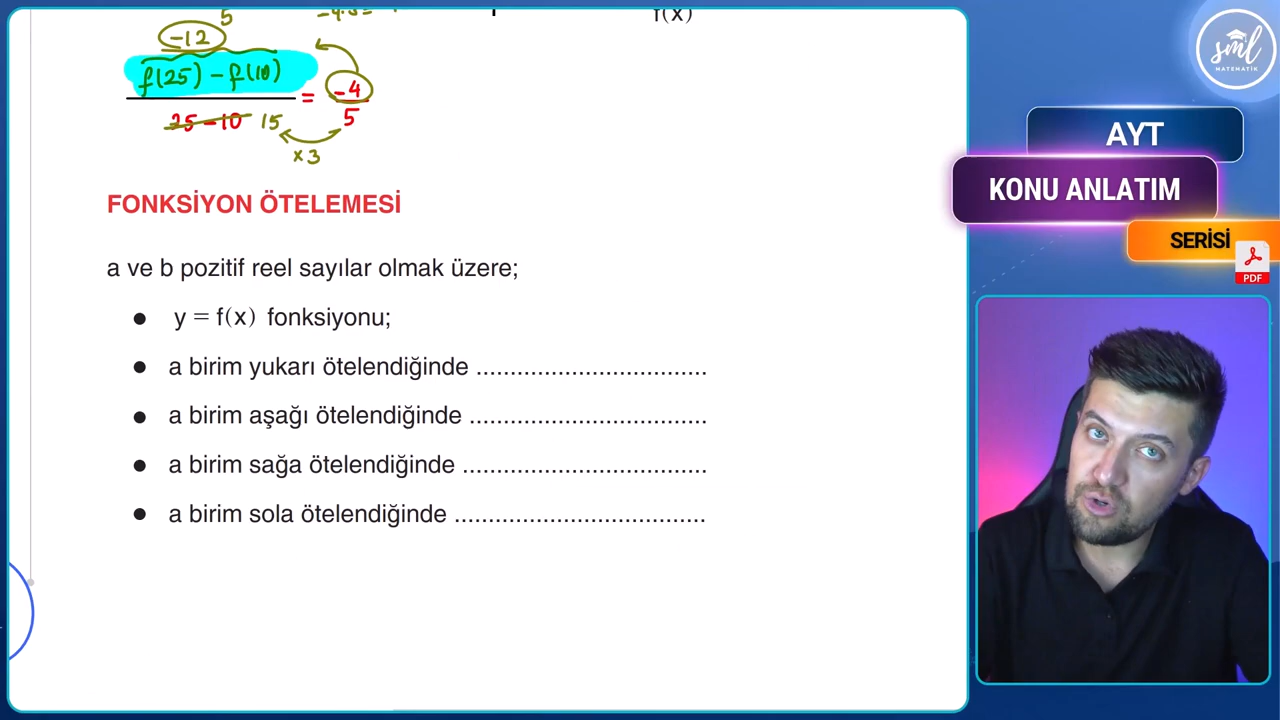 5
f(x)
-12
f(25) - f(10)
=
-4
5
25 - 10 15
x3
FONKSİYON ÖTELEMESİ
a ve b pozitif reel sayılar olmak üzere;
● y = f(x) fonksiyonu;
● a birim yukarı ötelendiğinde ..................................
● a birim aşağı ötelendiğinde ...................................
● a birim sağa ötelendiğinde ....................................
● a birim sola ötelendiğinde .....................................
sml
MATEMATİK
AYT
KONU ANLATIM
SERİSİ
PDF